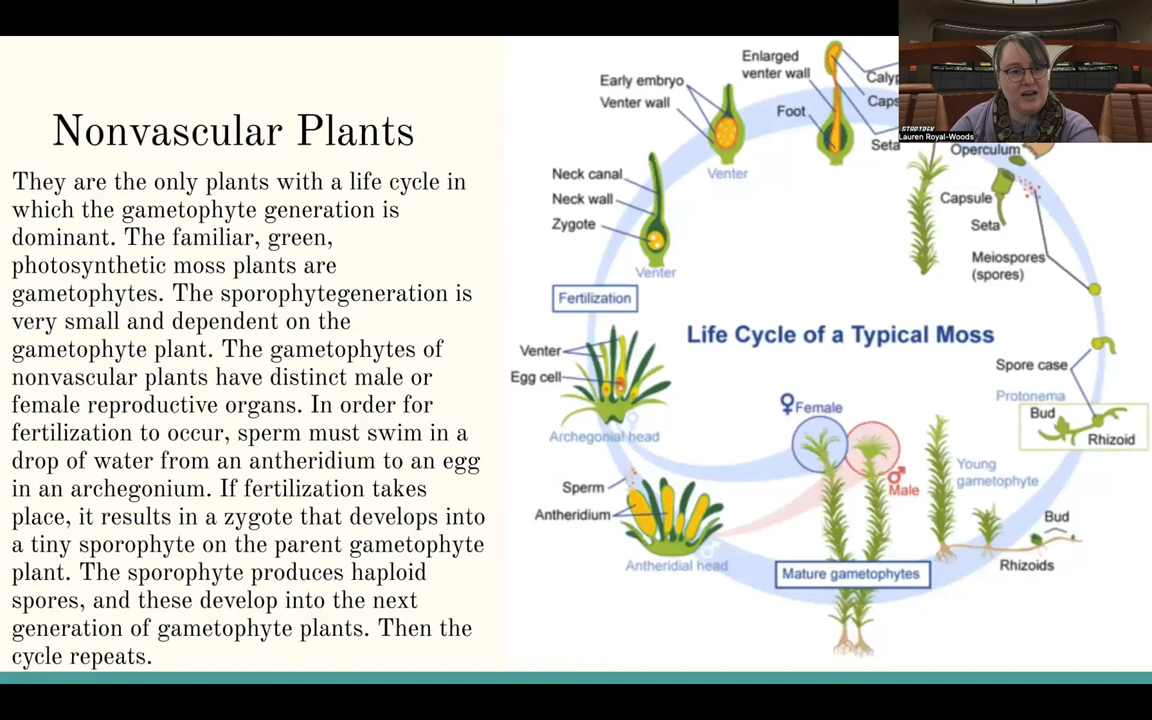 Nonvascular Plants
They are the only plants with a life cycle in
which the gametophyte generation is
dominant. The familiar, green,
photosynthetic moss plants are
gametophytes. The sporophytegeneration is
very small and dependent on the
gametophyte plant. The gametophytes of
nonvascular plants have distinct male or
female reproductive organs. In order for
fertilization to occur, sperm must swim in a
drop of water from an antheridium to an egg
in an archegonium. If fertilization takes
place, it results in a zygote that develops into
a tiny sporophyte on the parent gametophyte
plant. The sporophyte produces haploid
spores, and these develop into the next
generation of gametophyte plants. Then the
cycle repeats.
Early embryo
Venter wall
Venter
Enlarged
venter wall
Foot
Calyp
Caps
Seta
Lauren Royal-Woods
Neck canal
Neck wall
Zygote
Venter
Operculum
Capsule
Seta
Meiospores
(spores)
Fertilization
Life Cycle of a Typical Moss
Venter
Egg cell
Archegonial head
Spore case
Protonema
Bud
Rhizoid
Female
Male
Young
gametophyte
Sperm
Antheridium
Antheridial head
Bud
Rhizoids
Mature gametophytes